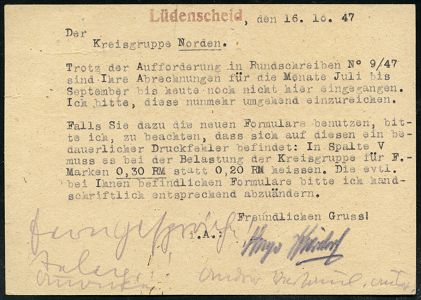 Lüdenscheid, den 16. 10. 47
Der
Kreisgruppe Norden.
Trotz der Aufforderung in Rundschreiben No 9/47
sind Ihre Abrechnungen für die Monate Juli bis
September bis heute noch nicht hier eingegangen.
Ich bitte, diese nunmehr umgehend einzureichen.
Falls Sie dazu die neuen Formulare benutzen, bit-
te ich, zu beachten, dass sich auf diesen ein be-
dauerlicher Druckfehler befindet: In Spalte V
muss es bei der Belastung der Kreisgruppe für F.-
Marken 0,30 RM statt 0,20 RM heissen. Die evtl.
bei Ihnen befindlichen Formulare bitte ich hand-
schriftlich entsprechend abzuändern.
Freundlichen Gruss!
i.A.: Hugo